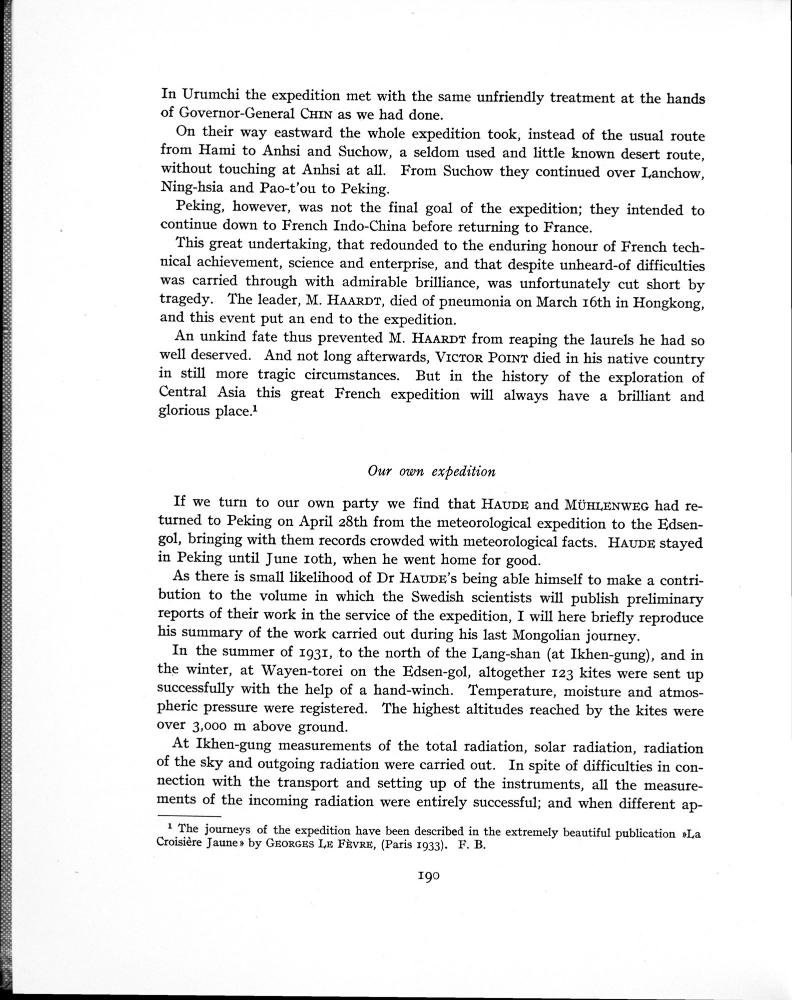 In Urumchi the expedition met with the same unfriendly treatment at the hands
of Governor-General CHIN as we had done.
On their way eastward the whole expedition took, instead of the usual route
from Hami to Anhsi and Suchow, a seldom used and little known desert route,
without touching at Anhsi at all. From Suchow they continued over Lanchow,
Ning-hsia and Pao-t'ou to Peking.
Peking, however, was not the final goal of the expedition; they intended to
continue down to French Indo-China before returning to France.
This great undertaking, that redounded to the enduring honour of French tech-
nical achievement, science and enterprise, and that despite unheard-of difficulties
was carried through with admirable brilliance, was unfortunately cut short by
tragedy. The leader, M. HAARDT, died of pneumonia on March 16th in Hongkong,
and this event put an end to the expedition.
An unkind fate thus prevented M. HAARDT from reaping the laurels he had so
well deserved. And not long afterwards, VICTOR POINT died in his native country
in still more tragic circumstances. But in the history of the exploration of
Central Asia this great French expedition will always have a brilliant and
glorious place.¹
Our own expedition
If we turn to our own party we find that HAUDE and MÜHLENWEG had re-
turned to Peking on April 28th from the meteorological expedition to the Edsen-
gol, bringing with them records crowded with meteorological facts. HAUDE stayed
in Peking until June 10th, when he went home for good.
As there is small likelihood of Dr HAUDE's being able himself to make a contri-
bution to the volume in which the Swedish scientists will publish preliminary
reports of their work in the service of the expedition, I will here briefly reproduce
his summary of the work carried out during his last Mongolian journey.
In the summer of 1931, to the north of the Lang-shan (at Ikhen-gung), and in
the winter, at Wayen-torei on the Edsen-gol, altogether 123 kites were sent up
successfully with the help of a hand-winch. Temperature, moisture and atmos-
pheric pressure were registered. The highest altitudes reached by the kites were
over 3,000 m above ground.
At Ikhen-gung measurements of the total radiation, solar radiation, radiation
of the sky and outgoing radiation were carried out. In spite of difficulties in con-
nection with the transport and setting up of the instruments, all the measure-
ments of the incoming radiation were entirely successful; and when different ap-
¹ The journeys of the expedition have been described in the extremely beautiful publication »La
Croisière Jaune» by GEORGES LE FÈVRE, (Paris 1933). F. B.
190